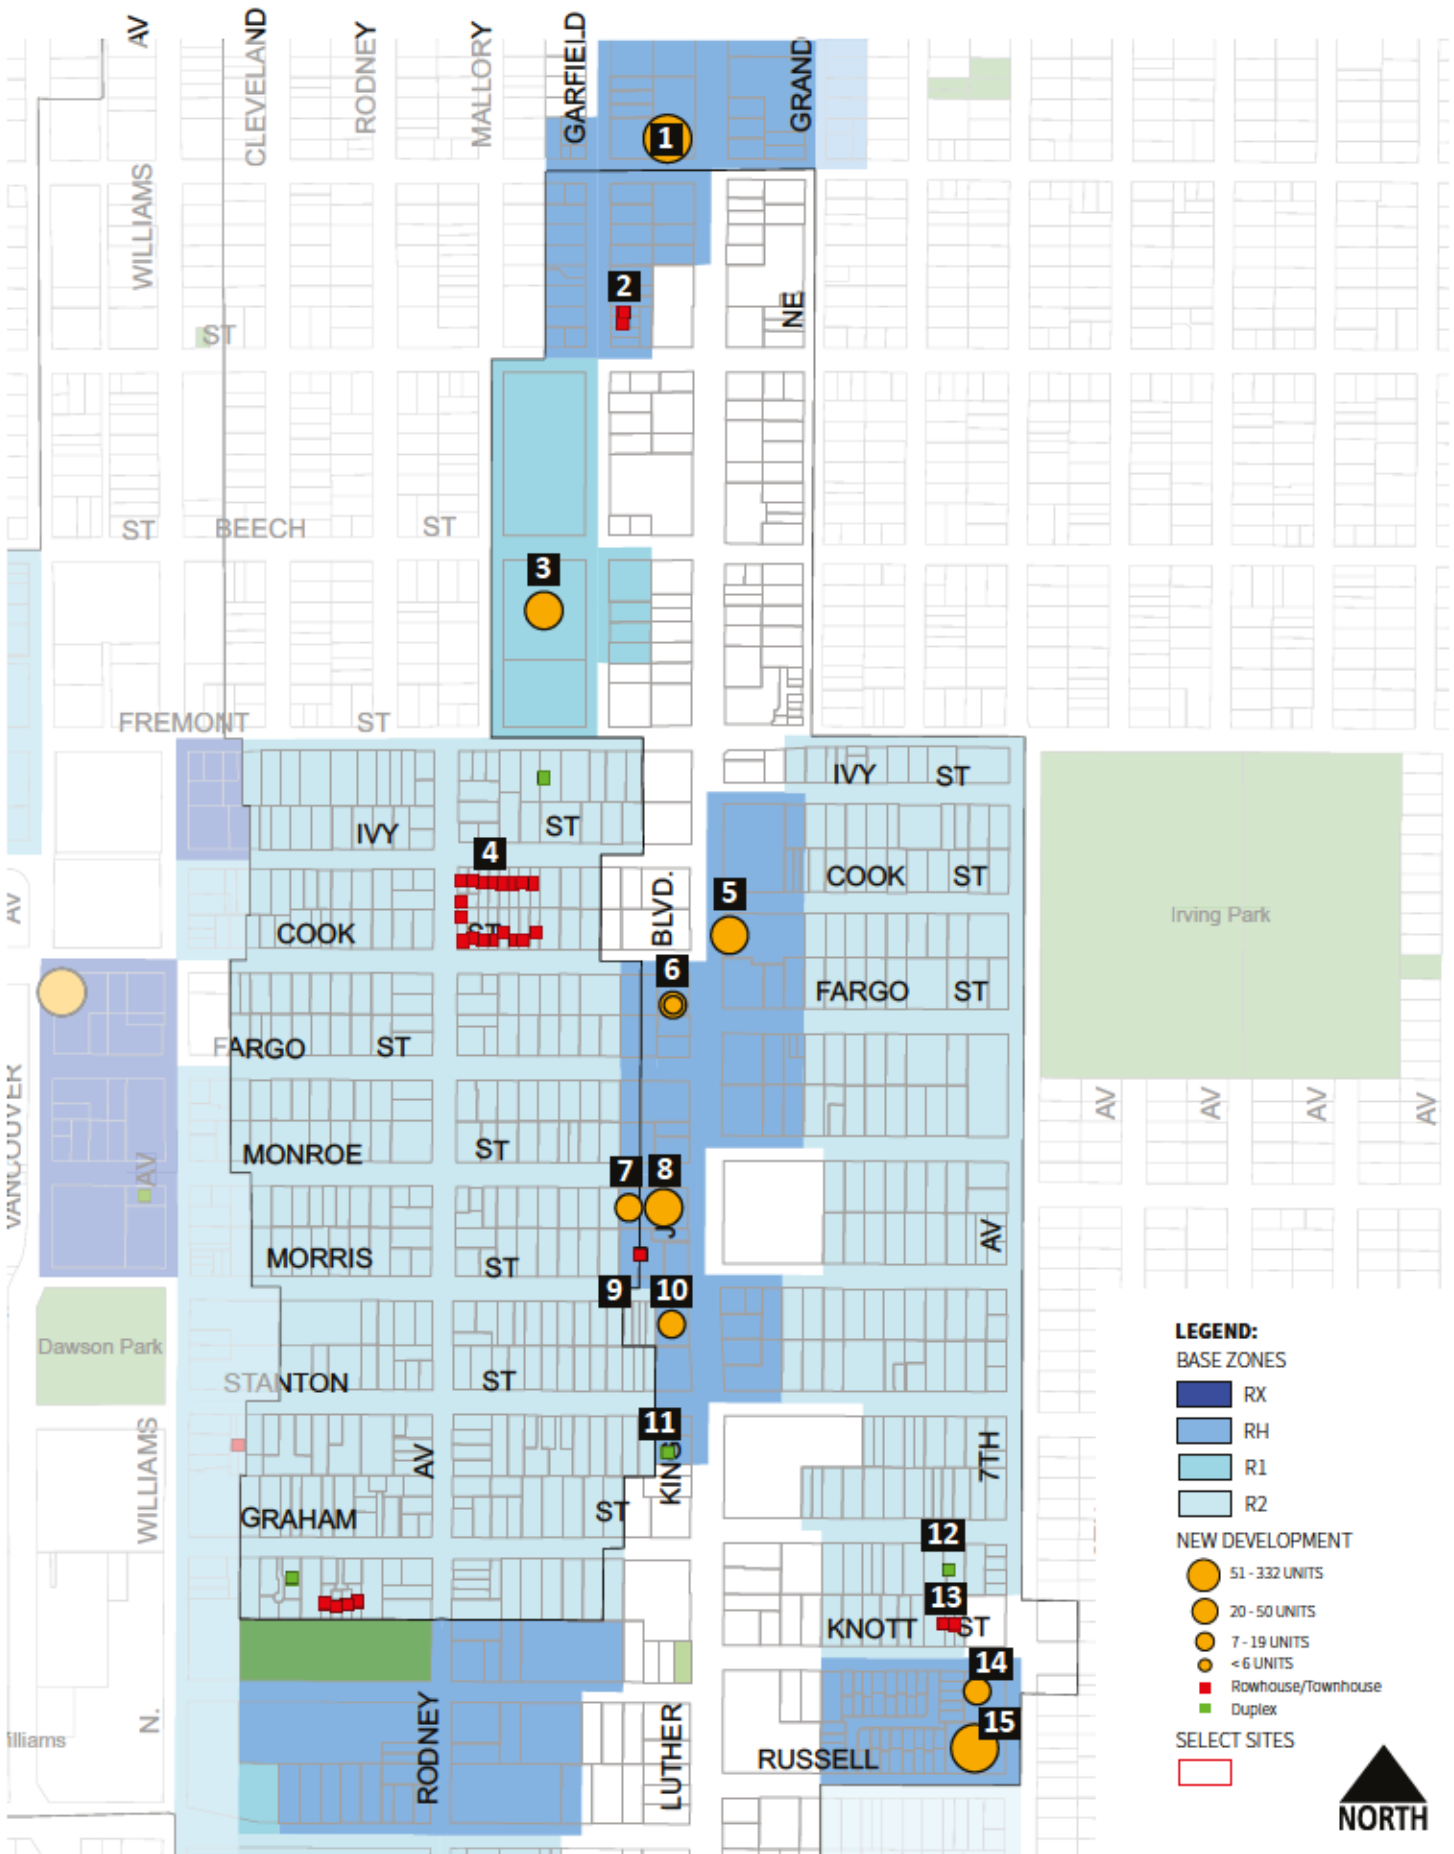 AV
CLEVELAND
RODNEY
MALLORY
GARFIELD
GRAND
1
WILLIAMS
2
NE
ST
ST
BEECH
ST
3
FREMONT
ST
IVY
ST
IVY
ST
4
COOK
ST
5
AV
COOK
ST
BLVD.
Irving Park
6
FARGO
ST
FARGO
ST
VANCOUVER
AV
AV
AV
AV
AV
MONROE
ST
7
8
J
AV
MORRIS
ST
9
10
Dawson Park
STANTON
ST
11
WILLIAMS
AV
KING
7TH
GRAHAM
ST
12
13
KNOTT
ST
14
N.
illiams
RODNEY
LUTHER
15
RUSSELL
LEGEND:
BASE ZONES
RX
RH
R1
R2
NEW DEVELOPMENT
51 - 332 UNITS
20 - 50 UNITS
7 - 19 UNITS
< 6 UNITS
Rowhouse/Townhouse
Duplex
SELECT SITES
NORTH